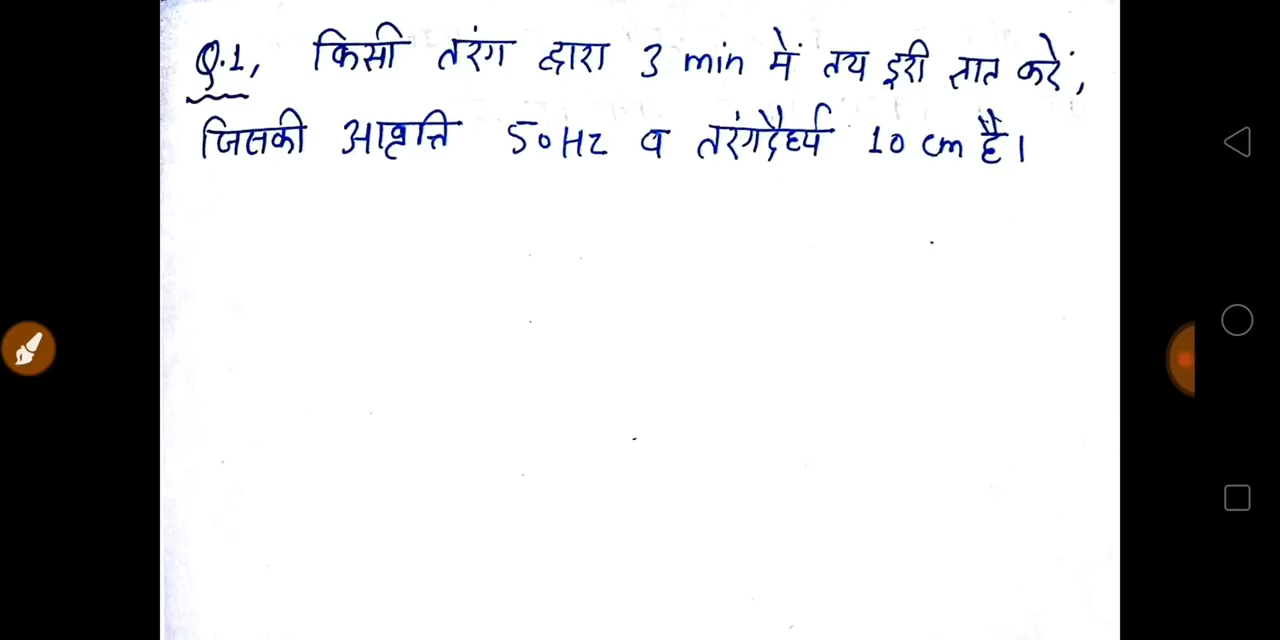 Q.1, किसी तरंग द्वारा 3 min में तय दूरी ज्ञात करें,
जिसकी आवृत्ति 50Hz व तरंगदैर्घ्य 10 cm है।